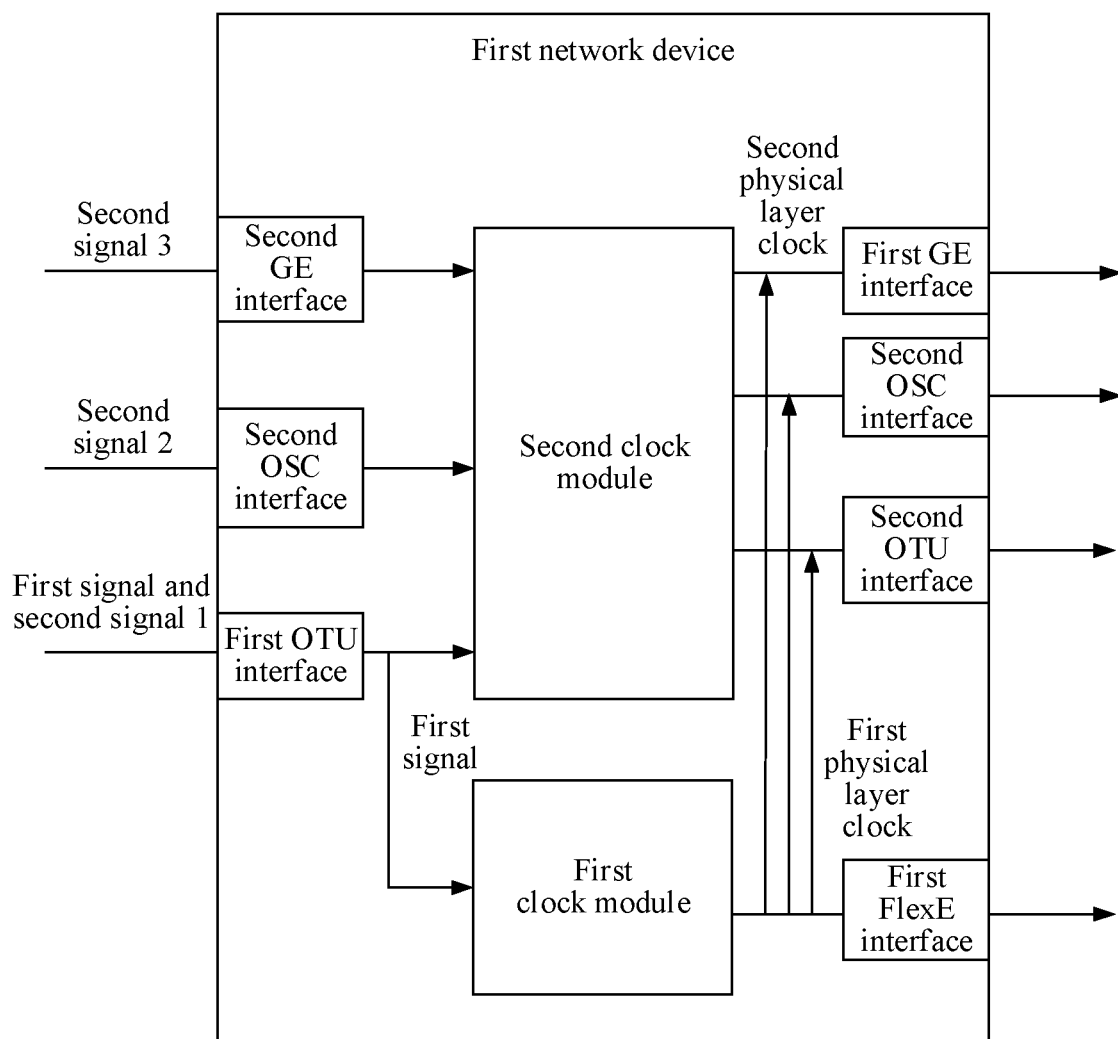 First network device
Second
physical
layer
clock
Second
signal 3
Second
GE
interface
First GE
interface
Second
OSC
interface
Second
signal 2
Second
OSC
interface
Second clock
module
Second
OTU
interface
First signal and
second signal 1
First OTU
interface
First
signal
First
physical
layer
clock
First
clock module
First
FlexE
interface